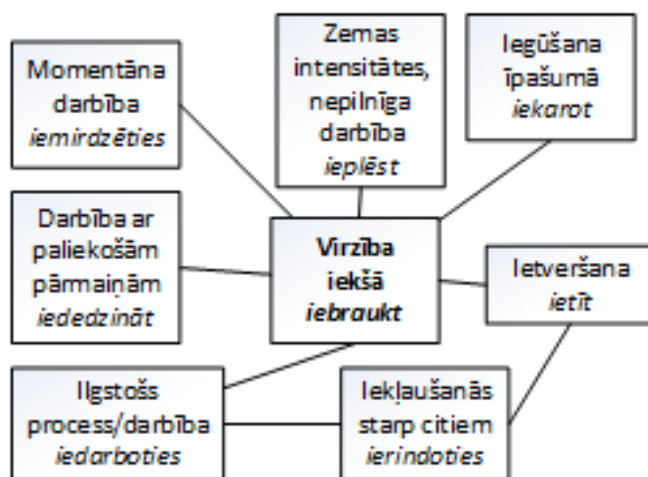 Momentāna
darbība
iemirdzēties
Zemas
intensitātes,
nepilnīga
darbība
ieplēst
Iegūšana
īpašumā
iekarot
Darbība ar
paliekošām
pārmaiņām
iededzināt
Virzība
iekšā
iebraukt
Ietveršana
ietīt
Ilgstošs
process/darbība
iedarboties
Iekļaušanās
starp citiem
ierindoties